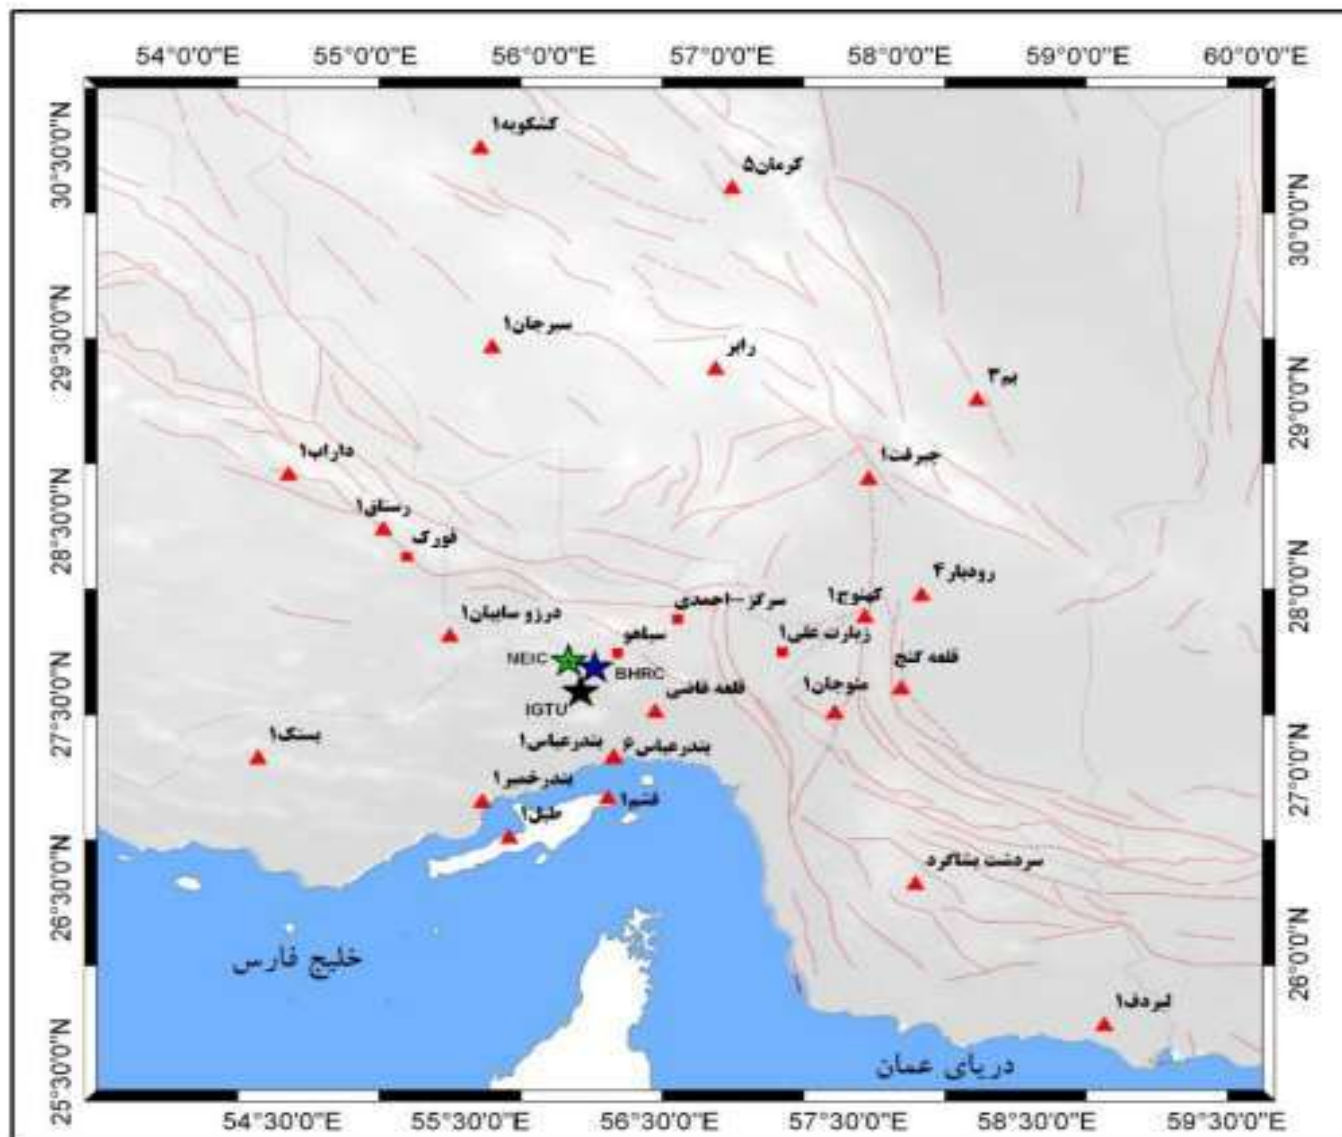 54°0'0"E 55°0'0"E 56°0'0"E 57°0'0"E 58°0'0"E 59°0'0"E 60°0'0"E
30°30'0"N
29°30'0"N
28°30'0"N
27°30'0"N
26°30'0"N
25°30'0"N
کشکویه۱
کرمان۵
سیرجان۱
رابر
بم۳
داراب۱
جیرفت۱
رستاق۱
فورک
رودبار۴
کهنوج۱
سرگز-احمدی
درزو سایبان۱
سیاهو
زیارت علی۱
قلعه گنج
NEIC
BHRC
IGTU
قلعه قاضی
منوجان۱
بستک۱
بندرعباس۱
بندرعباس۶
بندرخمیر۱
قشم۱
طبل۱
سردشت بشاگرد
خلیج فارس
لیردف۱
دریای عمان
30°0'0"N
29°0'0"N
28°0'0"N
27°0'0"N
26°0'0"N
54°30'0"E 55°30'0"E 56°30'0"E 57°30'0"E 58°30'0"E 59°30'0"E